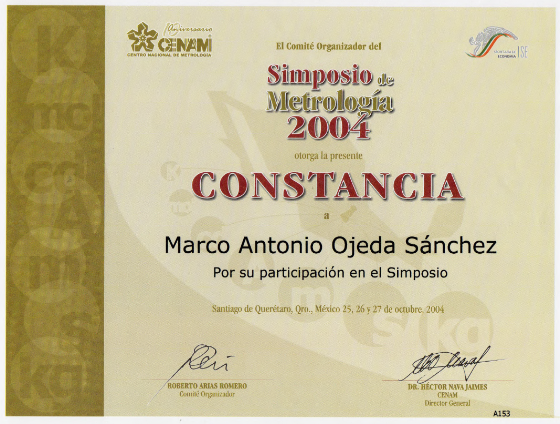 Aniversario
CENAM
CENTRO NACIONAL DE METROLOGÍA
El Comité Organizador del
ECONOMÍA
SE
Simposio de
Metrología
2004
otorga la presente
CONSTANCIA
a
Marco Antonio Ojeda Sánchez
Por su participación en el Simposio
Santiago de Querétaro, Qro., México 25, 26 y 27 de octubre, 2004
ROBERTO ARIAS ROMERO
Comité Organizador
DR. HÉCTOR NAVA JAIMES
CENAM
Director General
A153